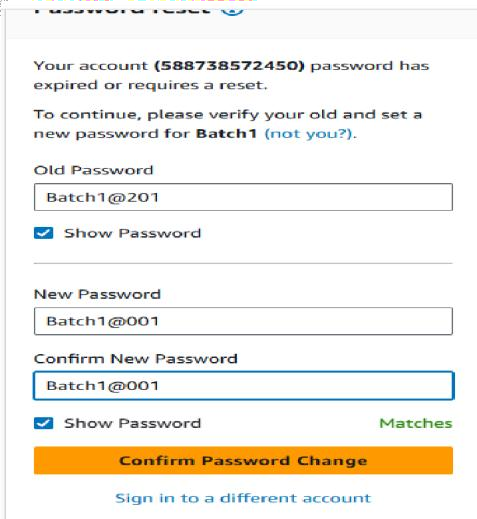 Password reset
Your account (588738572450) password has
expired or requires a reset.
To continue, please verify your old and set a
new password for Batch1 (not you?).
Old Password
Batch1@201
Show Password
New Password
Batch1@001
Confirm New Password
Batch1@001
Show Password
Matches
Confirm Password Change
Sign in to a different account